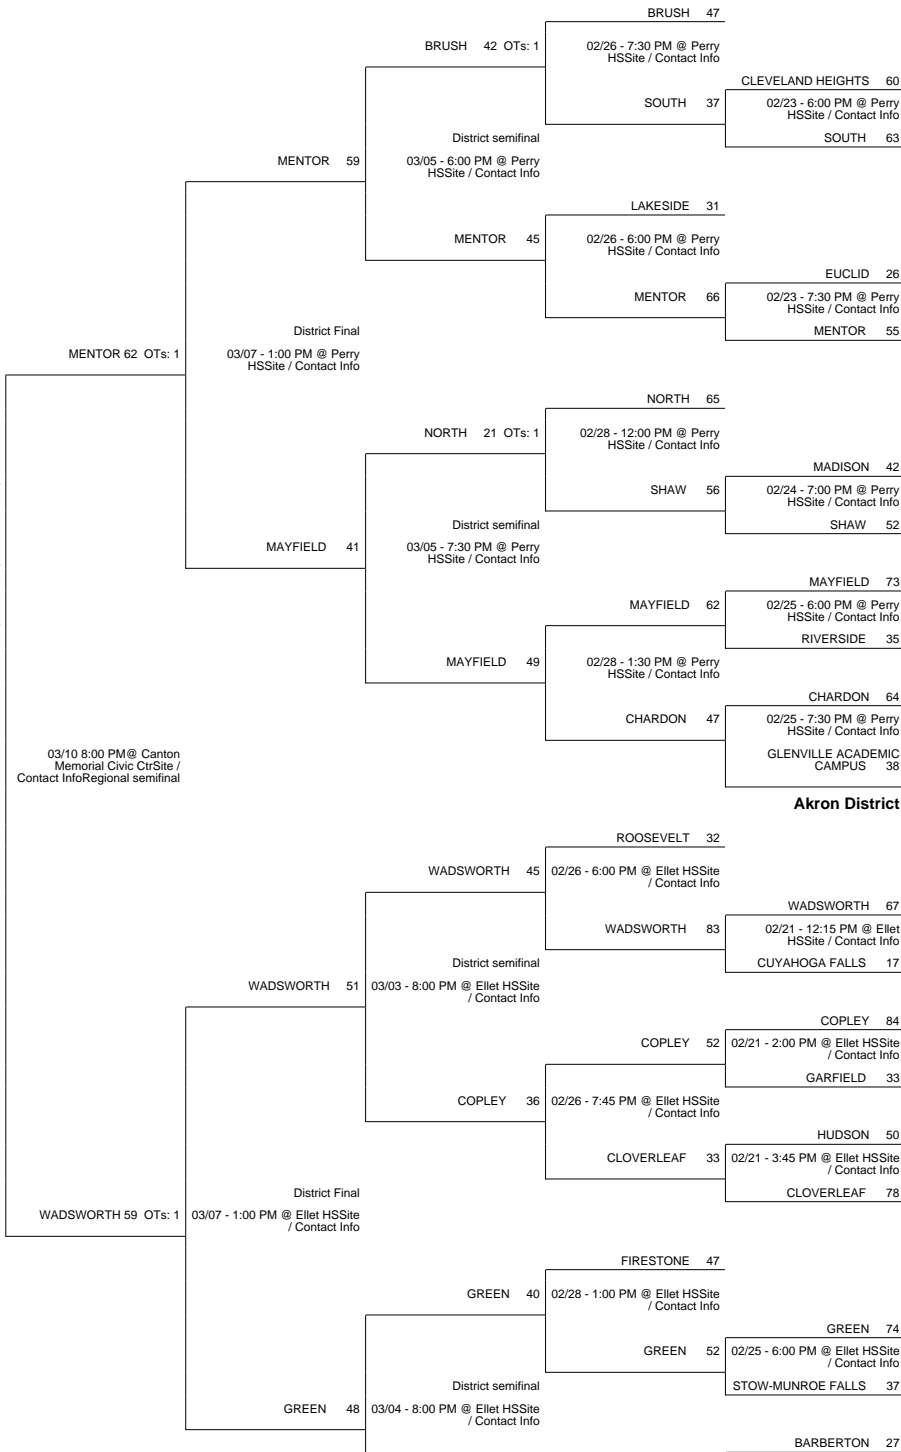 BRUSH 47
BRUSH 42 OTs: 1
02/26 - 7:30 PM @ Perry
HSSite / Contact Info
CLEVELAND HEIGHTS 60
SOUTH 37
02/23 - 6:00 PM @ Perry
HSSite / Contact Info
District semifinal
SOUTH 63
MENTOR 59
03/05 - 6:00 PM @ Perry
HSSite / Contact Info
LAKESIDE 31
MENTOR 45
02/26 - 6:00 PM @ Perry
HSSite / Contact Info
EUCLID 26
MENTOR 66
02/23 - 7:30 PM @ Perry
HSSite / Contact Info
District Final
MENTOR 55
MENTOR 62 OTs: 1
03/07 - 1:00 PM @ Perry
HSSite / Contact Info
NORTH 65
NORTH 21 OTs: 1
02/28 - 12:00 PM @ Perry
HSSite / Contact Info
MADISON 42
SHAW 56
02/24 - 7:00 PM @ Perry
HSSite / Contact Info
District semifinal
SHAW 52
MAYFIELD 41
03/05 - 7:30 PM @ Perry
HSSite / Contact Info
MAYFIELD 73
MAYFIELD 62
02/25 - 6:00 PM @ Perry
HSSite / Contact Info
RIVERSIDE 35
MAYFIELD 49
02/28 - 1:30 PM @ Perry
HSSite / Contact Info
CHARDON 64
CHARDON 47
02/25 - 7:30 PM @ Perry
HSSite / Contact Info
03/10 8:00 PM@ Canton
Memorial Civic CtrSite /
Contact InfoRegional semifinal
GLENVILLE ACADEMIC
CAMPUS 38
Akron District
ROOSEVELT 32
WADSWORTH 45
02/26 - 6:00 PM @ Ellet HSSite
/ Contact Info
WADSWORTH 67
WADSWORTH 83
02/21 - 12:15 PM @ Ellet
HSSite / Contact Info
District semifinal
CUYAHOGA FALLS 17
WADSWORTH 51
03/03 - 8:00 PM @ Ellet HSSite
/ Contact Info
COPLEY 84
COPLEY 52
02/21 - 2:00 PM @ Ellet HSSite
/ Contact Info
GARFIELD 33
COPLEY 36
02/26 - 7:45 PM @ Ellet HSSite
/ Contact Info
HUDSON 50
CLOVERLEAF 33
02/21 - 3:45 PM @ Ellet HSSite
/ Contact Info
District Final
CLOVERLEAF 78
WADSWORTH 59 OTs: 1
03/07 - 1:00 PM @ Ellet HSSite
/ Contact Info
FIRESTONE 47
GREEN 40
02/28 - 1:00 PM @ Ellet HSSite
/ Contact Info
GREEN 74
GREEN 52
02/25 - 6:00 PM @ Ellet HSSite
/ Contact Info
District semifinal
STOW-MUNROE FALLS 37
GREEN 48
03/04 - 8:00 PM @ Ellet HSSite
/ Contact Info
BARBERTON 27